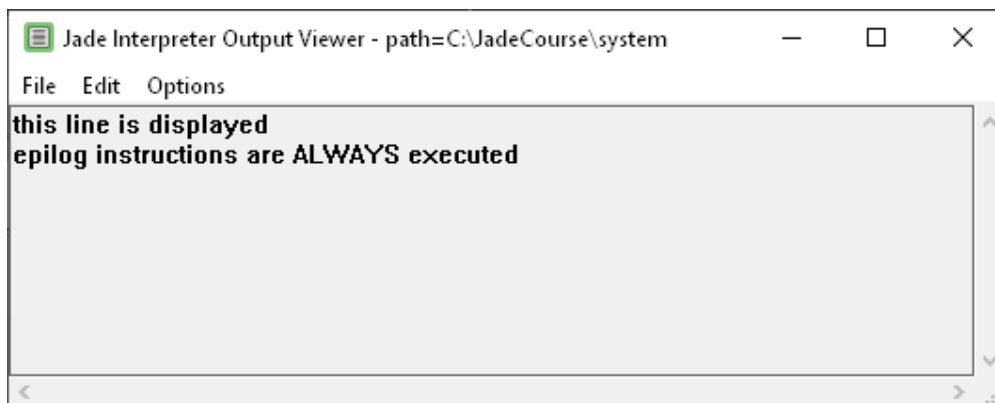 Jade Interpreter Output Viewer - path=C:\JadeCourse\system
File Edit Options
this line is displayed
epilog instructions are ALWAYS executed